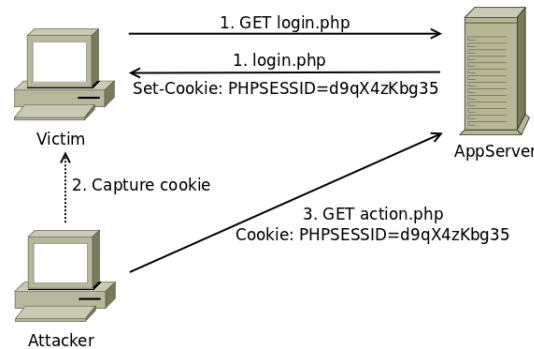 1. GET login.php
1. login.php
Set-Cookie: PHPSESSID=d9qX4zKbg35
Victim
AppServer
2. Capture cookie
3. GET action.php
Cookie: PHPSESSID=d9qX4zKbg35
Attacker